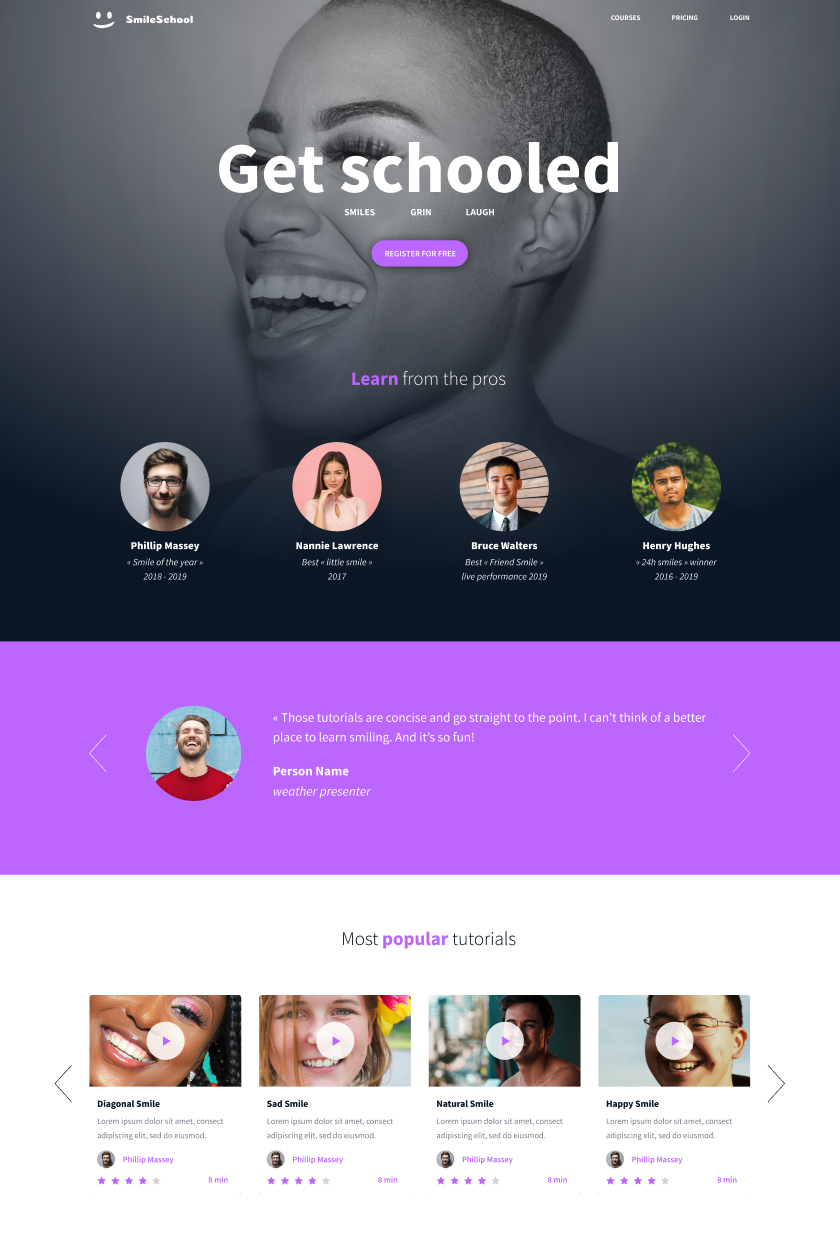 SmileSchool
COURSES PRICING LOGIN
Get schooled
SMILES GRIN LAUGH
REGISTER FOR FREE
Learn from the pros
Phillip Massey
« Smile of the year »
2018 - 2019
Nannie Lawrence
Best « little smile »
2017
Bruce Walters
Best « Friend Smile »
live performance 2019
Henry Hughes
« 24h smiles » winner
2016 - 2019
« Those tutorials are concise and go straight to the point. I can't think of a better
place to learn smiling. And it's so fun!
Person Name
weather presenter
Most popular tutorials
Diagonal Smile
Lorem ipsum dolor sit amet, consect
adipiscing elit, sed do eiusmod.
Phillip Massey
8 min
Sad Smile
Lorem ipsum dolor sit amet, consect
adipiscing elit, sed do eiusmod.
Phillip Massey
8 min
Natural Smile
Lorem ipsum dolor sit amet, consect
adipiscing elit, sed do eiusmod.
Phillip Massey
8 min
Happy Smile
Lorem ipsum dolor sit amet, consect
adipiscing elit, sed do eiusmod.
Phillip Massey
8 min